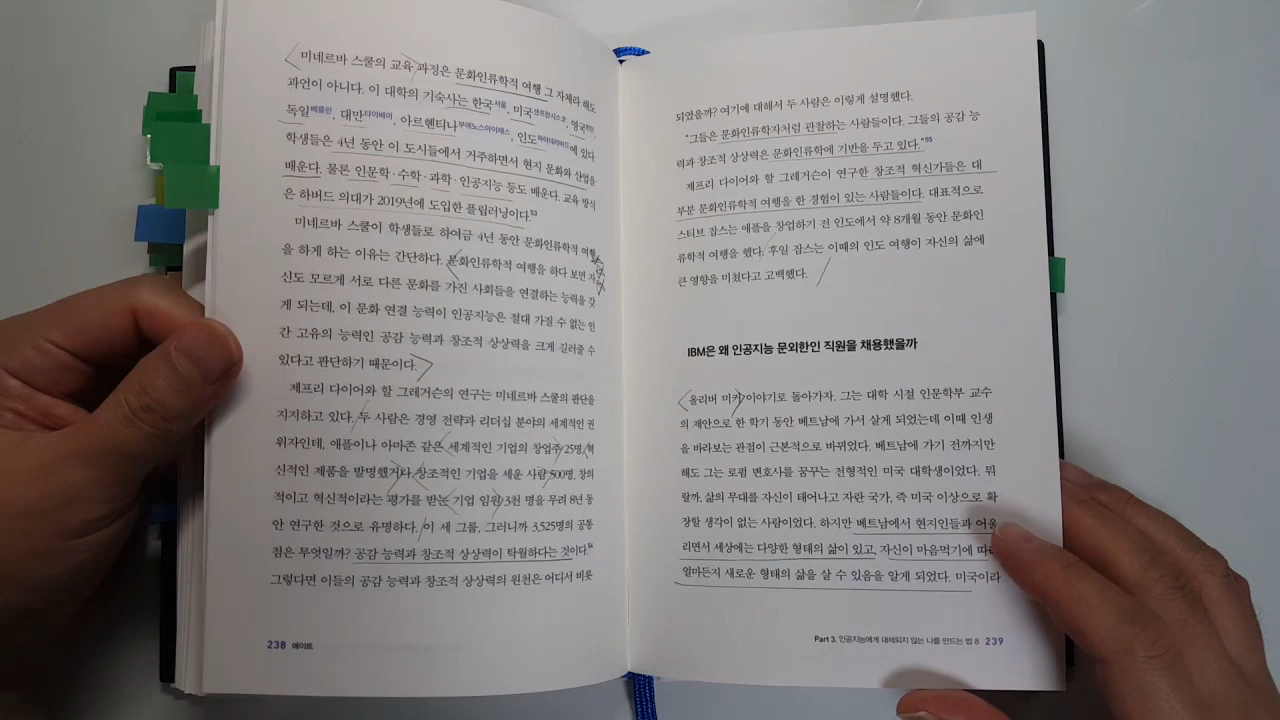 미네르바 스쿨의 교육 과정은 문화인류학적 여행 그 자체라 해도
과언이 아니다. 이 대학의 기숙사는 한국서울, 미국샌프란시스코, 영국런던,
독일베를린, 대만타이베이, 아르헨티나부에노스아이레스, 인도하이데라바드에 있다.
학생들은 4년 동안 이 도시들에서 거주하면서 현지 문화와 산업을
배운다. 물론 인문학·수학·과학·인공지능 등도 배운다. 교육 방식
은 하버드 의대가 2019년에 도입한 플립러닝이다.53
미네르바 스쿨이 학생들로 하여금 4년 동안 문화인류학적 여행
을 하게 하는 이유는 간단하다. 문화인류학적 여행을 하다 보면 자
신도 모르게 서로 다른 문화를 가진 사회들을 연결하는 능력을 갖
게 되는데, 이 문화 연결 능력이 인공지능은 절대 가질 수 없는 인
간 고유의 능력인 공감 능력과 창조적 상상력을 크게 길러줄 수
있다고 판단하기 때문이다.
제프리 다이어와 할 그레거슨의 연구는 미네르바 스쿨의 판단을
지지하고 있다. 두 사람은 경영 전략과 리더십 분야의 세계적인 권
위자인데, 애플이나 아마존 같은 세계적인 기업의 창업주 25명, 혁
신적인 제품을 발명했거나 창조적인 기업을 세운 사람 500명, 창의
적이고 혁신적이라는 평가를 받는 기업 임원 3천 명을 무려 8년 동
안 연구한 것으로 유명하다. 이 세 그룹, 그러니까 3,525명의 공통
점은 무엇일까? 공감 능력과 창조적 상상력이 탁월하다는 것이다.54
그렇다면 이들의 공감 능력과 창조적 상상력의 원천은 어디서 비롯
238 에이트
되었을까? 여기에 대해서 두 사람은 이렇게 설명했다.
"그들은 문화인류학자처럼 관찰하는 사람들이다. 그들의 공감 능
력과 창조적 상상력은 문화인류학에 기반을 두고 있다."55
제프리 다이어와 할 그레거슨이 연구한 창조적 혁신가들은 대
부분 문화인류학적 여행을 한 경험이 있는 사람들이다. 대표적으로
스티브 잡스는 애플을 창업하기 전 인도에서 약 8개월 동안 문화인
류학적 여행을 했다. 후일 잡스는 이때의 인도 여행이 자신의 삶에
큰 영향을 미쳤다고 고백했다.
IBM은 왜 인공지능 문외한인 직원을 채용했을까
올리버 미커 이야기로 돌아가자. 그는 대학 시절 인문학부 교수
의 제안으로 한 학기 동안 베트남에 가서 살게 되었는데 이때 인생
을 바라보는 관점이 근본적으로 바뀌었다. 베트남에 가기 전까지만
해도 그는 로펌 변호사를 꿈꾸는 전형적인 미국 대학생이었다. 뭐
랄까, 삶의 무대를 자신이 태어나고 자란 국가, 즉 미국 이상으로 확
장할 생각이 없는 사람이었다. 하지만 베트남에서 현지인들과 어울
리면서 세상에는 다양한 형태의 삶이 있고, 자신이 마음먹기에 따라
얼마든지 새로운 형태의 삶을 살 수 있음을 알게 되었다. 미국이라
Part 3. 인공지능에게 대체되지 않는 나를 만드는 법 8 239